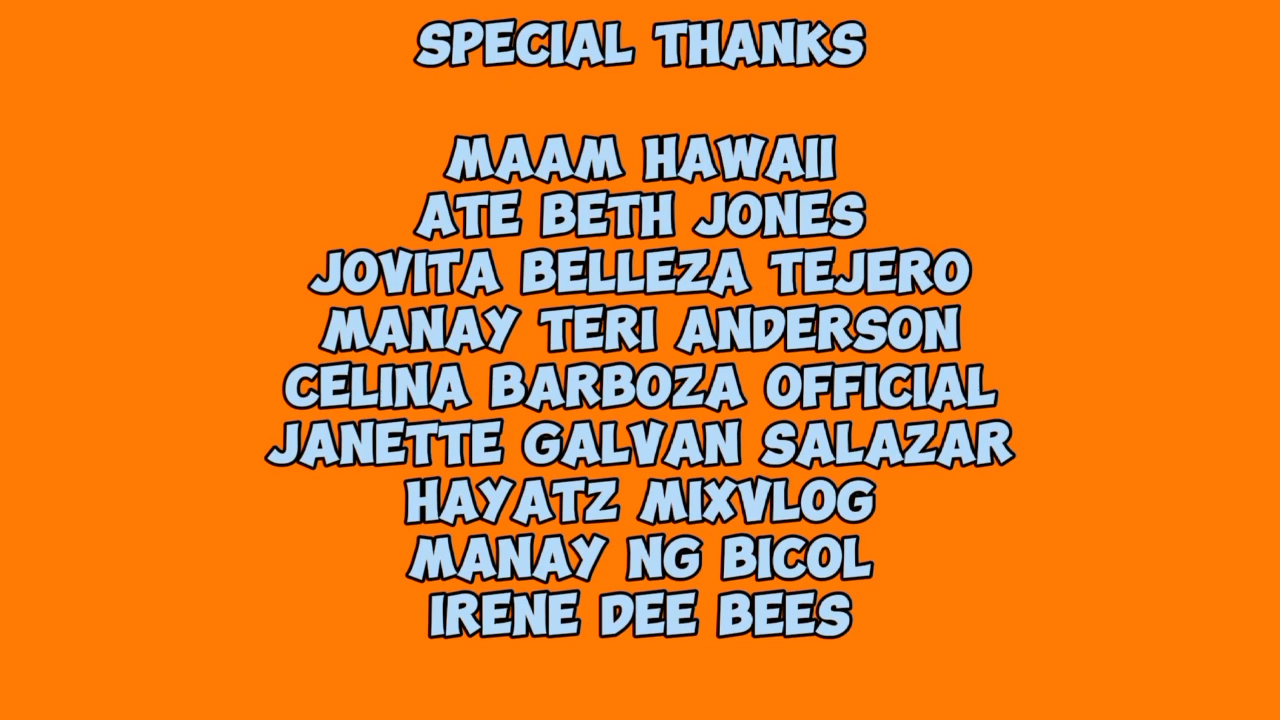 SPECIAL THANKS
MAAM HAWAII
ATE BETH JONES
JOVITA BELLEZA TEJERO
MANAY TERI ANDERSON
CELINA BARBOZA OFFICIAL
JANETTE GALVAN SALAZAR
HAYATZ MIXVLOG
MANAY NG BICOL
IRENE DEE BEES